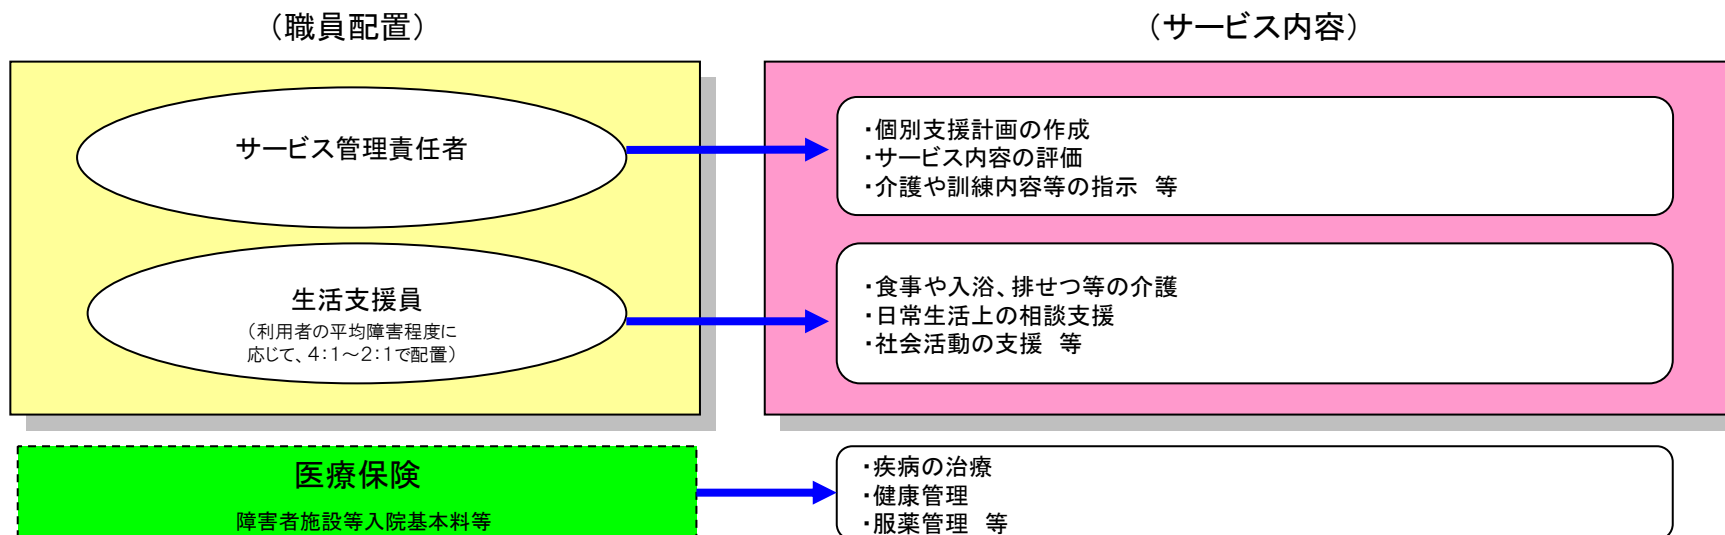 （職員配置）
（サービス内容）
サービス管理責任者
・個別支援計画の作成
・サービス内容の評価
・介護や訓練内容等の指示　等
生活支援員
（利用者の平均障害程度に
応じて、４：１～２：１で配置）
・食事や入浴、排せつ等の介護
・日常生活上の相談支援
・社会活動の支援　等
医療保険
障害者施設等入院基本料等
・疾病の治療
・健康管理
・服薬管理　等